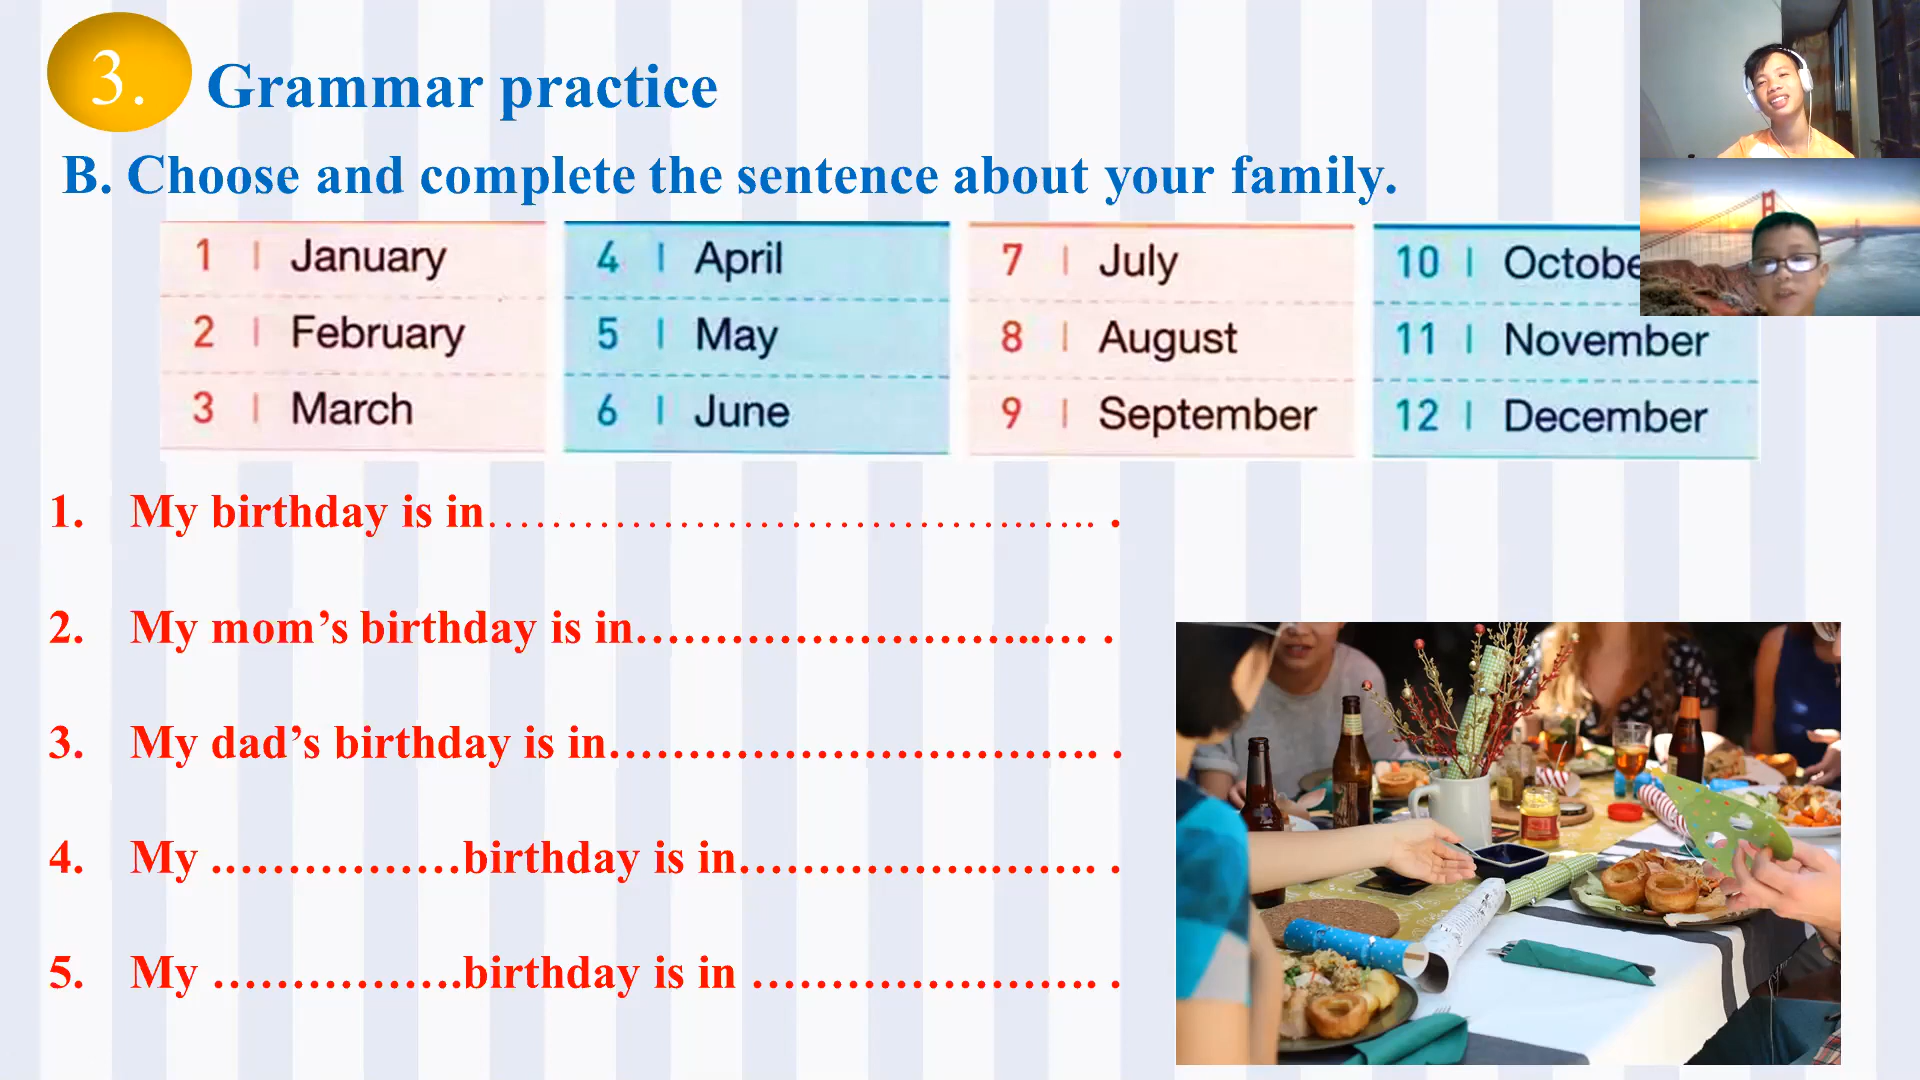 3.
Grammar practice
B. Choose and complete the sentence about your family.
1 | January
2 | February
3 | March
4 | April
5 | May
6 | June
7 | July
8 | August
9 | September
10 | Octobe
11 | November
12 | December
1. My birthday is in………………………………….. .
2. My mom’s birthday is in……………………...… .
3. My dad’s birthday is in…………………………. .
4. My ..……………birthday is in……………..……. .
5. My …………….birthday is in …………………. .